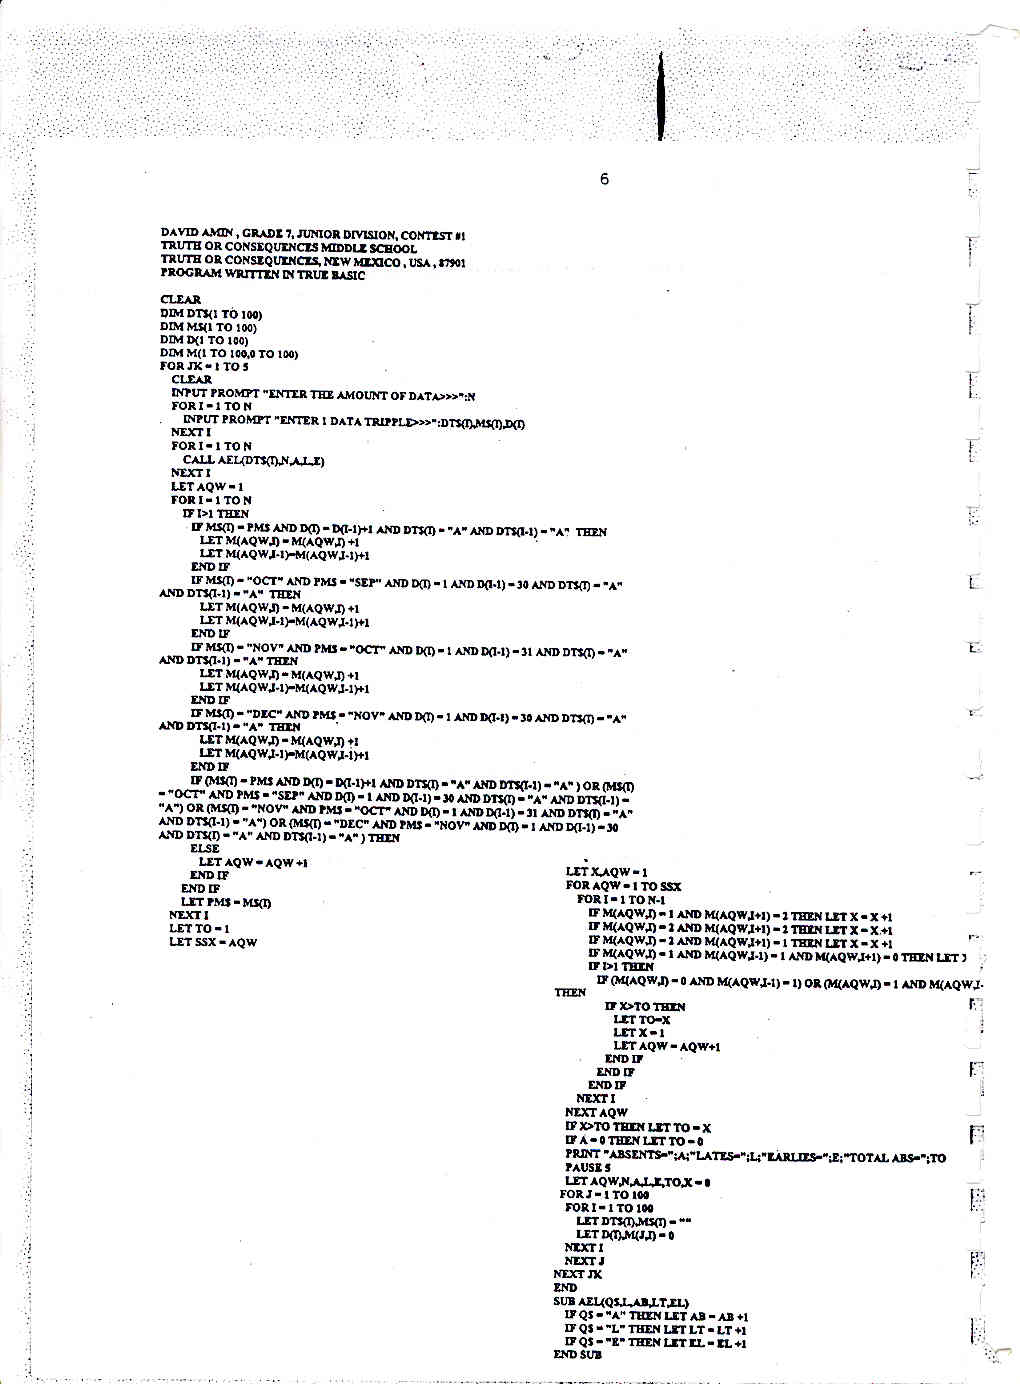 6
DAVID AMIN , GRADE 7, JUNIOR DIVISION, CONTEST #1
TRUTH OR CONSEQUENCES MIDDLE SCHOOL
TRUTH OR CONSEQUENCES, NEW MEXICO , USA , 87901
PROGRAM WRITTEN IN TRUE BASIC
CLEAR
DIM DT$(1 TO 100)
DIM M$(1 TO 100)
DIM D(1 TO 100)
DIM M(1 TO 100,0 TO 100)
FOR JK = 1 TO 5
CLEAR
INPUT PROMPT "ENTER THE AMOUNT OF DATA>>>":N
FOR I = 1 TO N
INPUT PROMPT "ENTER 1 DATA TRIPPLE>>>":DT$(I),M$(I),D(I)
NEXT I
FOR I = 1 TO N
CALL AEL(DT$(I),N,A,L,E)
NEXT I
LET AQW = 1
FOR I = 1 TO N
IF I>1 THEN
IF M$(I) = PM$ AND D(I) = D(I-1)+1 AND DT$(I) = "A" AND DT$(I-1) = "A" THEN
LET M(AQW,I) = M(AQW,I) +1
LET M(AQW,I-1)=M(AQW,I-1)+1
END IF
IF M$(I) = "OCT" AND PM$ = "SEP" AND D(I) = 1 AND D(I-1) = 30 AND DT$(I) = "A"
AND DT$(I-1) = "A" THEN
LET M(AQW,I) = M(AQW,I) +1
LET M(AQW,I-1)=M(AQW,I-1)+1
END IF
IF M$(I) = "NOV" AND PM$ = "OCT" AND D(I) = 1 AND D(I-1) = 31 AND DT$(I) = "A"
AND DT$(I-1) = "A" THEN
LET M(AQW,I) = M(AQW,I) +1
LET M(AQW,I-1)=M(AQW,I-1)+1
END IF
IF M$(I) = "DEC" AND PM$ = "NOV" AND D(I) = 1 AND D(I-1) = 30 AND DT$(I) = "A"
AND DT$(I-1) = "A" THEN
LET M(AQW,I) = M(AQW,I) +1
LET M(AQW,I-1)=M(AQW,I-1)+1
END IF
IF (M$(I) = PM$ AND D(I) = D(I-1)+1 AND DT$(I) = "A" AND DT$(I-1) = "A" ) OR (M$(I)
= "OCT" AND PM$ = "SEP" AND D(I) = 1 AND D(I-1) = 30 AND DT$(I) = "A" AND DT$(I-1) =
"A") OR (M$(I) = "NOV" AND PM$ = "OCT" AND D(I) = 1 AND D(I-1) = 31 AND DT$(I) = "A"
AND DT$(I-1) = "A") OR (M$(I) = "DEC" AND PM$ = "NOV" AND D(I) = 1 AND D(I-1) = 30
AND DT$(I) = "A" AND DT$(I-1) = "A" ) THEN
ELSE
LET AQW = AQW +1
END IF
END IF
LET PM$ = M$(I)
NEXT I
LET TO = 1
LET SSX = AQW
LET X,AQW = 1
FOR AQW = 1 TO SSX
FOR I = 1 TO N-1
IF M(AQW,I) = 1 AND M(AQW,I+1) = 2 THEN LET X = X +1
IF M(AQW,I) = 2 AND M(AQW,I+1) = 2 THEN LET X = X +1
IF M(AQW,I) = 2 AND M(AQW,I+1) = 1 THEN LET X = X +1
IF M(AQW,I) = 1 AND M(AQW,I-1) = 1 AND M(AQW,I+1) = 0 THEN LET
IF I>1 THEN
IF (M(AQW,I) = 0 AND M(AQW,I-1) = 1) OR (M(AQW,I) = 1 AND M(AQW,I-
THEN
IF X>TO THEN
LET TO=X
LET X = 1
LET AQW = AQW+1
END IF
END IF
END IF
NEXT I
NEXT AQW
IF X>TO THEN LET TO = X
IF A = 0 THEN LET TO = 0
PRINT "ABSENTS=";A;"LATES=";L;"EARLIES=";E;"TOTAL ABS=";TO
PAUSE 5
LET AQW,N,A,L,E,TO,X = 0
FOR J = 1 TO 100
FOR I = 1 TO 100
LET DT$(I),M$(I) = ""
LET D(I),M(J,I) = 0
NEXT I
NEXT J
NEXT JK
END
SUB AEL(Q$,L,AB,LT,EL)
IF Q$ = "A" THEN LET AB = AB +1
IF Q$ = "L" THEN LET LT = LT +1
IF Q$ = "E" THEN LET EL = EL +1
END SUB